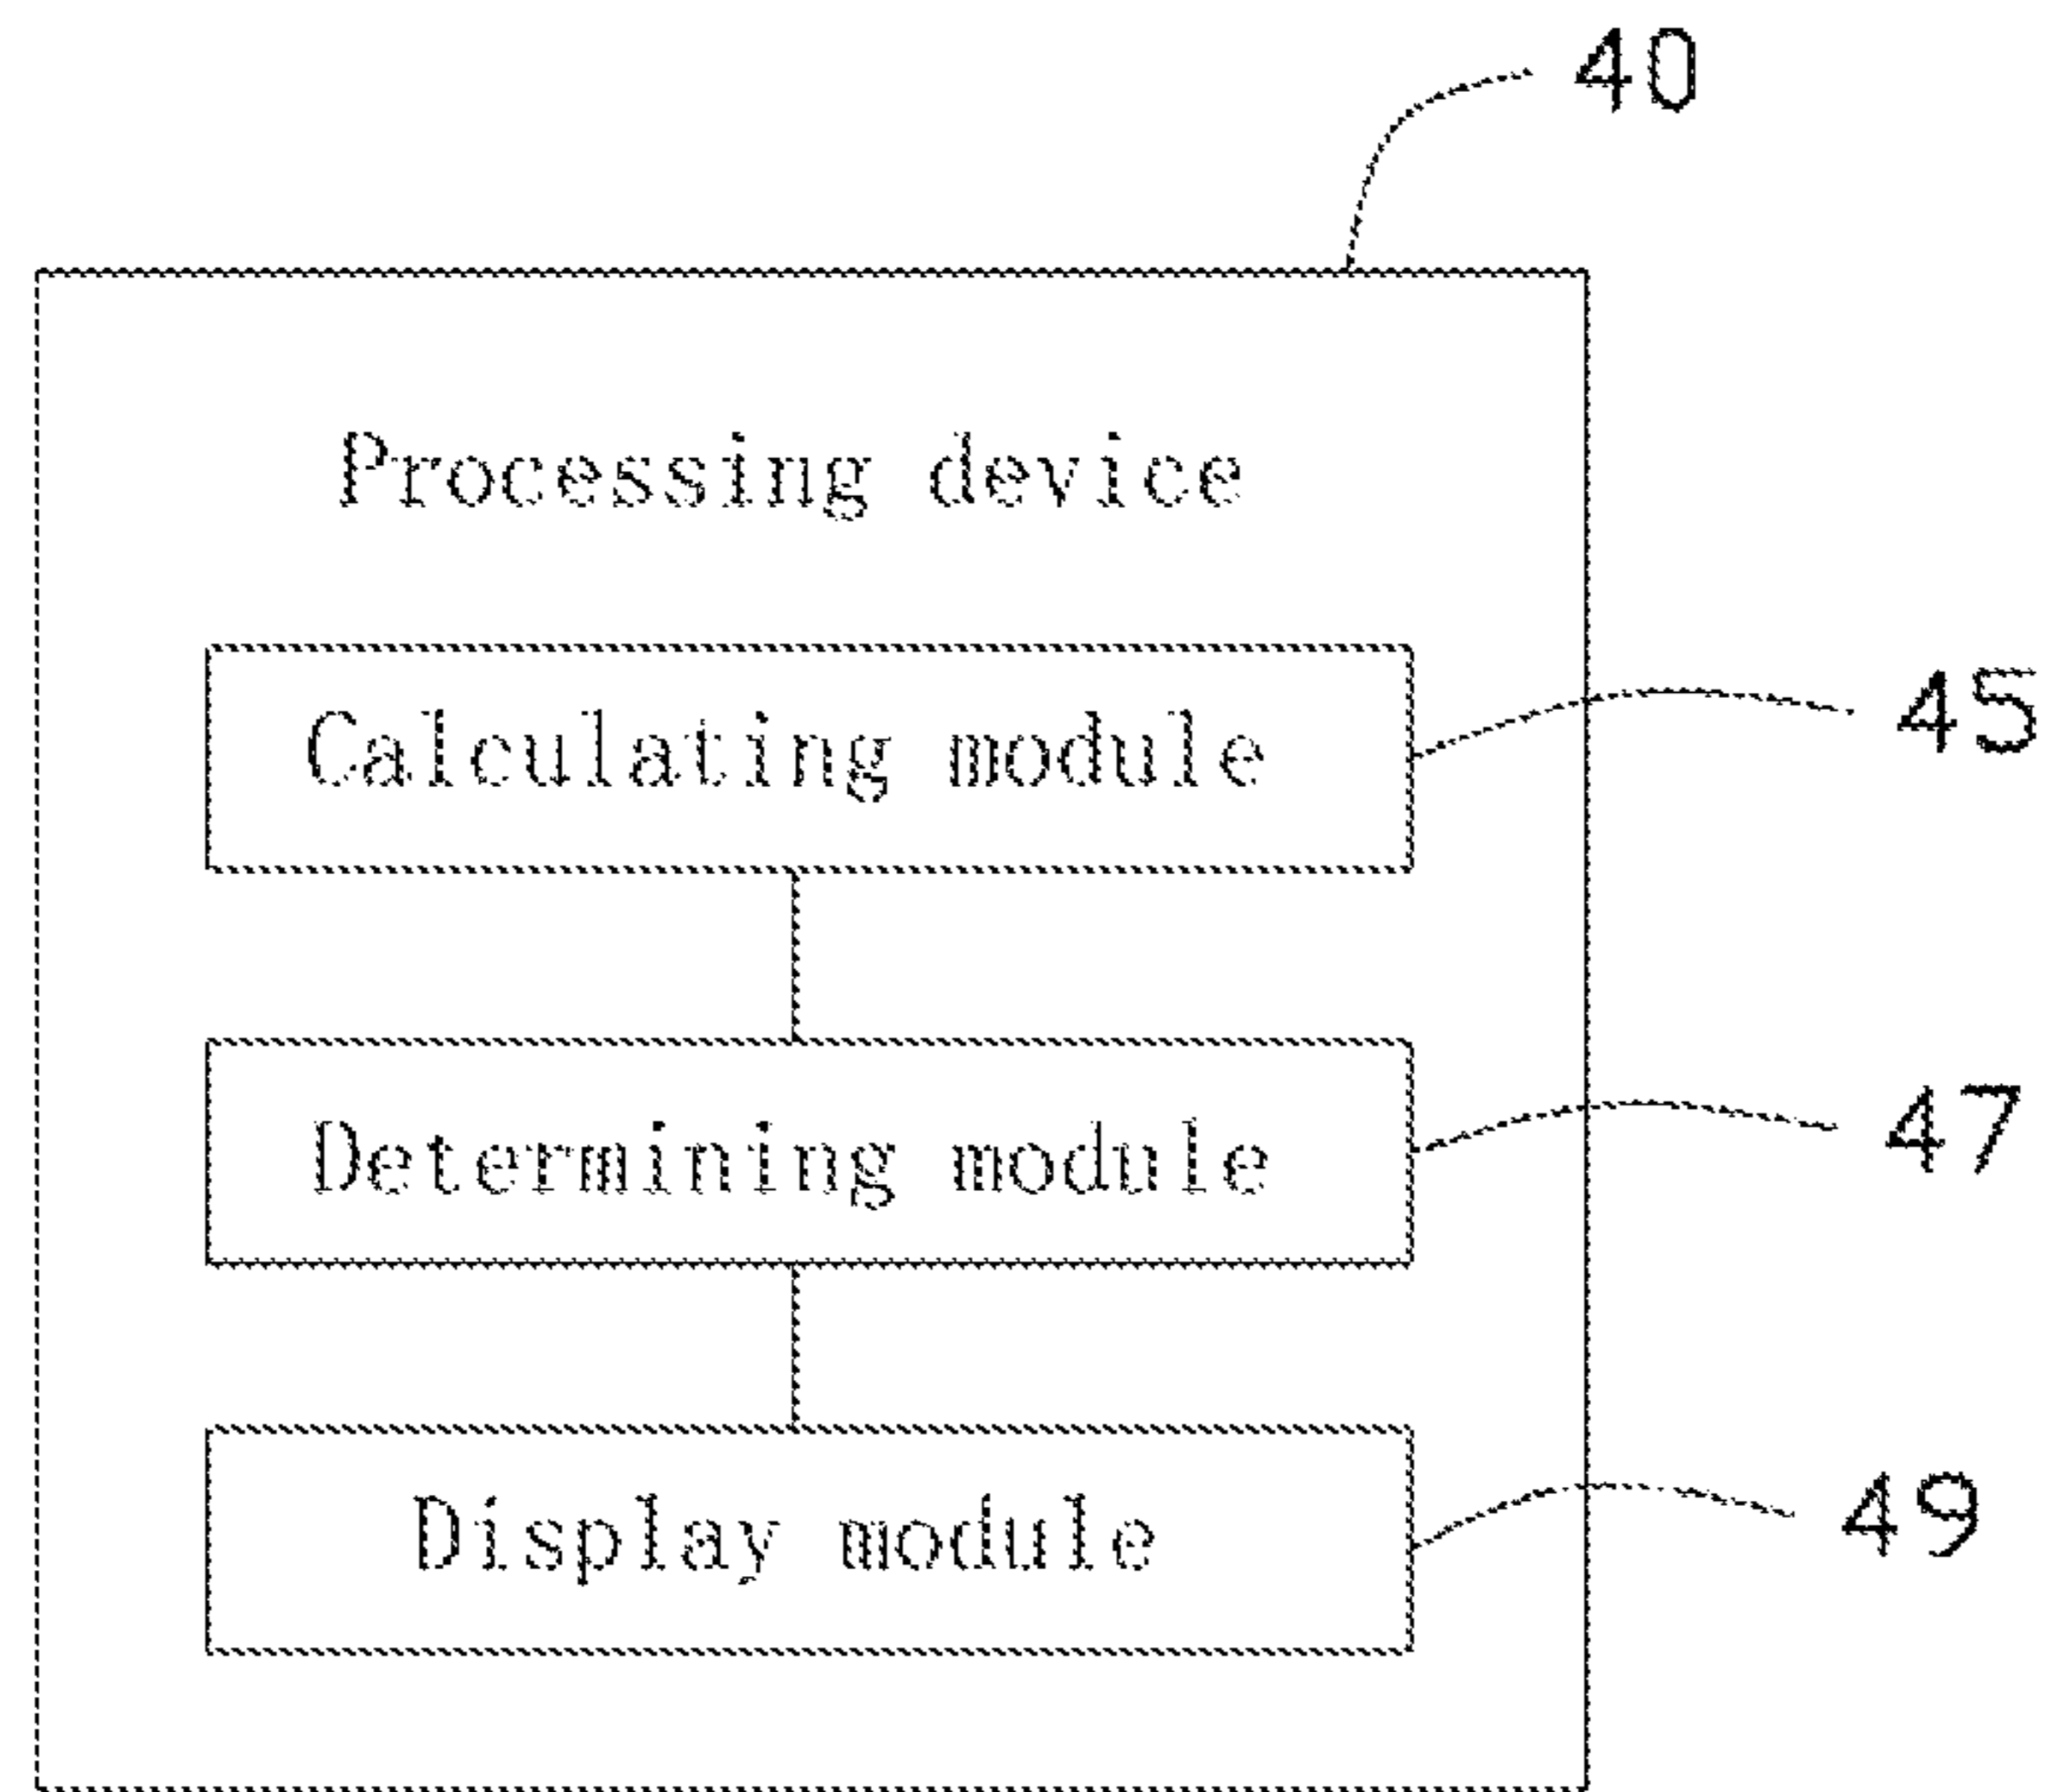 40
Processing device
Calculating module
45
Determining module
47
Display module
49